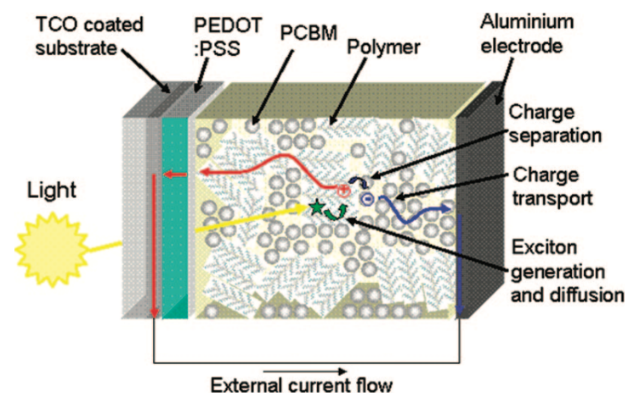 TCO coated
substrate
PEDOT
:PSS
PCBM
Polymer
Aluminium
electrode
Charge
separation
Charge
transport
Exciton
generation
and diffusion
Light
+
-
External current flow